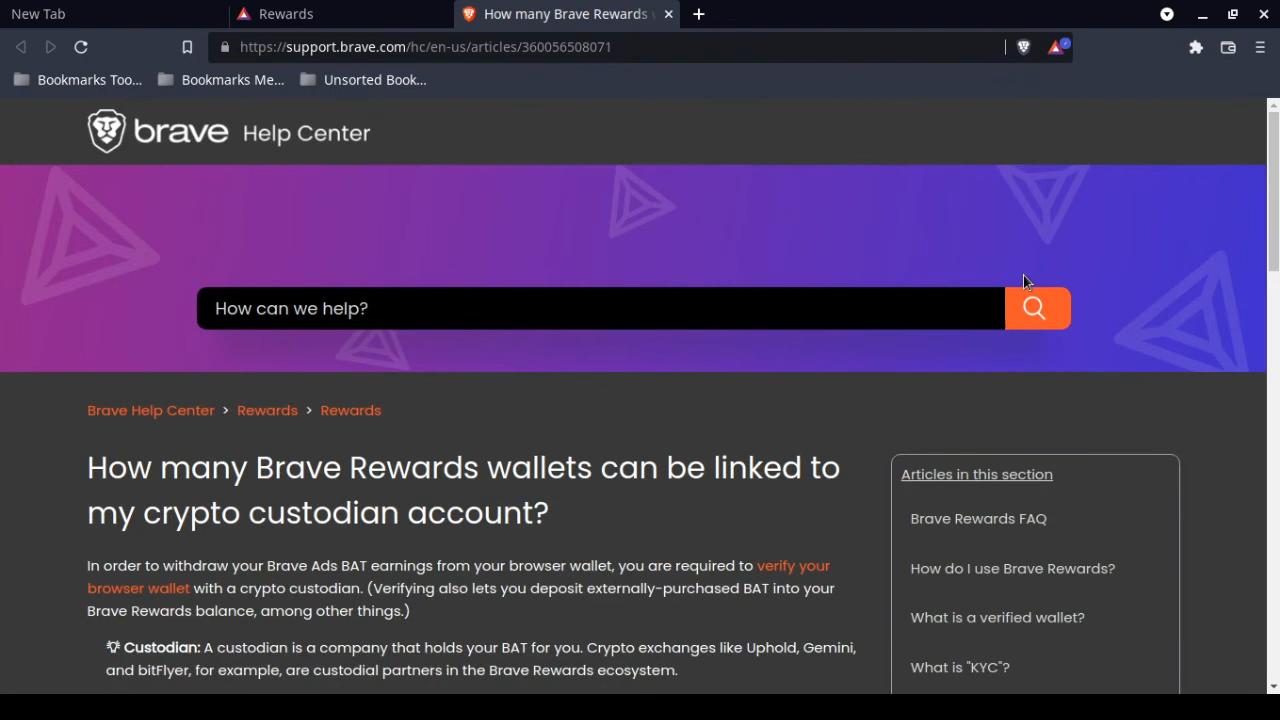 New Tab
Rewards
How many Brave Rewards
https://support.brave.com/hc/en-us/articles/360056508071
Bookmarks Too...
Bookmarks Me...
Unsorted Book...
brave Help Center
How can we help?
Brave Help Center > Rewards > Rewards
How many Brave Rewards wallets can be linked to
my crypto custodian account?
In order to withdraw your Brave Ads BAT earnings from your browser wallet, you are required to verify your
browser wallet with a crypto custodian. (Verifying also lets you deposit externally-purchased BAT into your
Brave Rewards balance, among other things.)
Custodian: A custodian is a company that holds your BAT for you. Crypto exchanges like Uphold, Gemini,
and bitFlyer, for example, are custodial partners in the Brave Rewards ecosystem.
Articles in this section
Brave Rewards FAQ
How do I use Brave Rewards?
What is a verified wallet?
What is "KYC"?